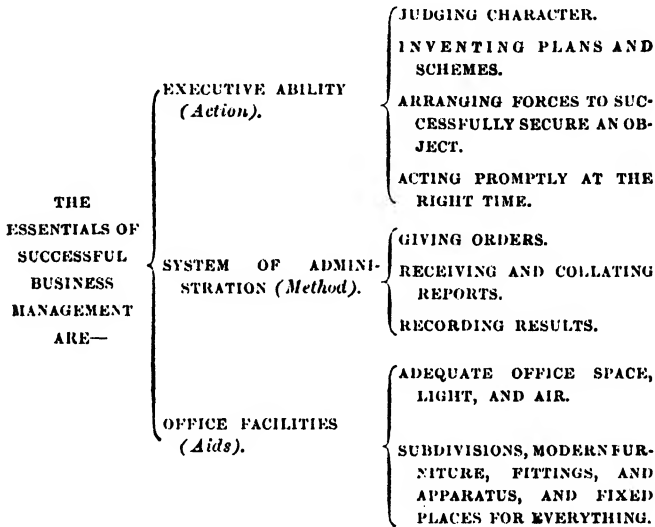 THE
ESSENTIALS OF
SUCCESSFUL
BUSINESS
MANAGEMENT
ARE—
EXECUTIVE ABILITY
(Action).
JUDGING CHARACTER.
INVENTING PLANS AND
SCHEMES.
ARRANGING FORCES TO SUC-
CESSFULLY SECURE AN OB-
JECT.
ACTING PROMPTLY AT THE
RIGHT TIME.
SYSTEM OF ADMINI-
STRATION (Method).
GIVING ORDERS.
RECEIVING AND COLLATING
REPORTS.
RECORDING RESULTS.
OFFICE FACILITIES
(Aids).
ADEQUATE OFFICE SPACE,
LIGHT, AND AIR.
SUBDIVISIONS, MODERN FUR-
NITURE, FITTINGS, AND
APPARATUS, AND FIXED
PLACES FOR EVERYTHING.